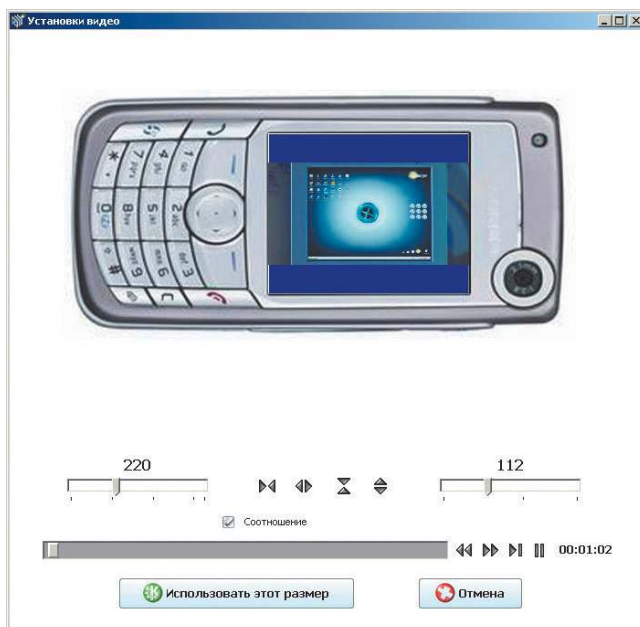 Установки видео
220
112
Соотношение
00:01:02
Использовать этот размер
Отмена